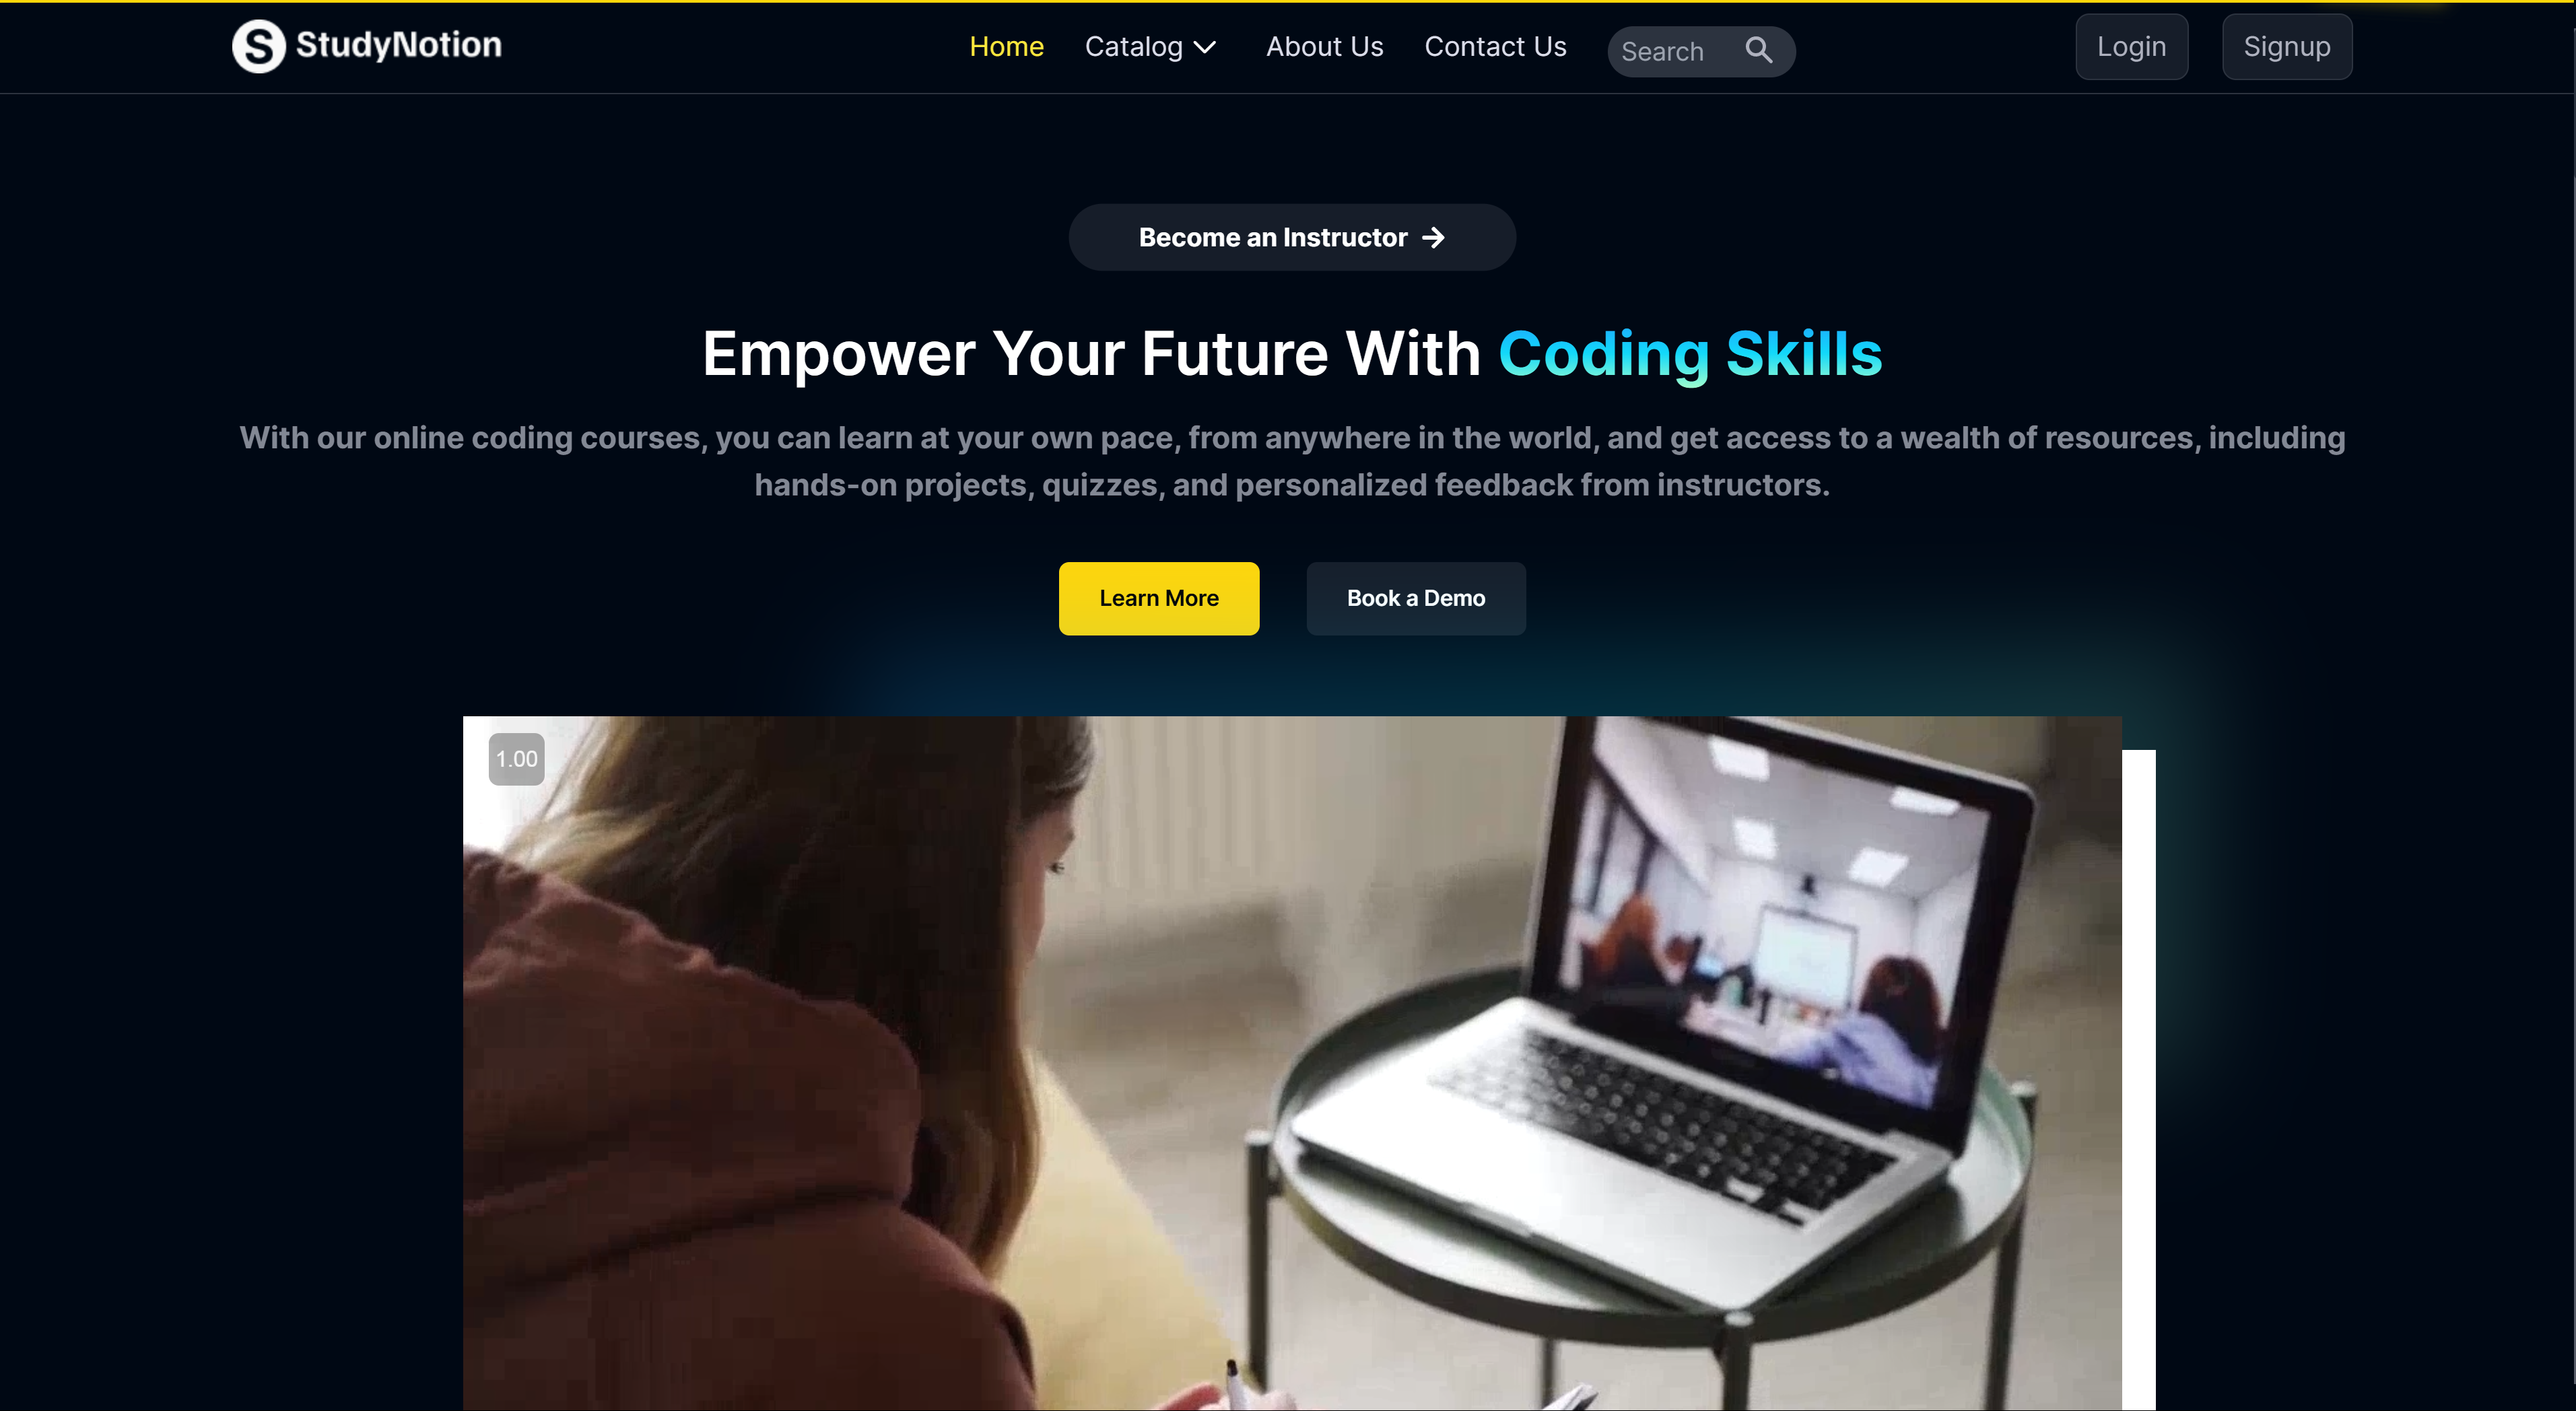 StudyNotion
Home
Catalog
About Us
Contact Us
Search
Login
Signup
Become an Instructor
Empower Your Future With Coding Skills
With our online coding courses, you can learn at your own pace, from anywhere in the world, and get access to a wealth of resources, including
hands-on projects, quizzes, and personalized feedback from instructors.
Learn More
Book a Demo
1.00